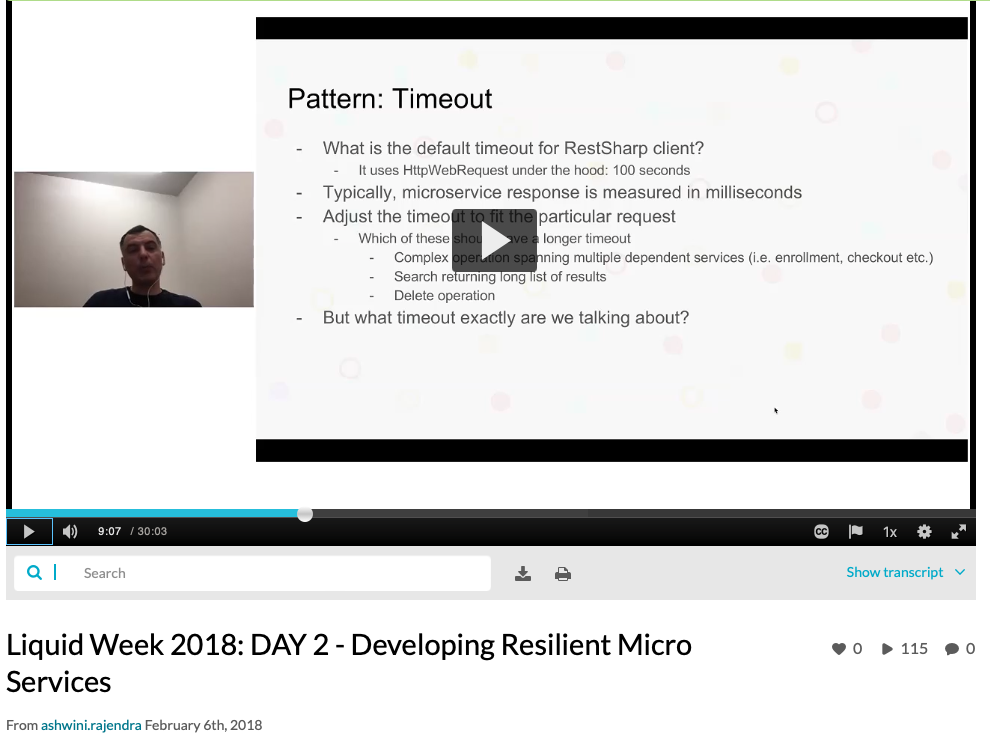 Pattern: Timeout
- What is the default timeout for RestSharp client?
- It uses HttpWebRequest under the hood: 100 seconds
- Typically, microservice response is measured in milliseconds
- Adjust the timeout to fit the particular request
- Which of these should have a longer timeout
- Complex operation spanning multiple dependent services (i.e. enrollment, checkout etc.)
- Search returning long list of results
- Delete operation
- But what timeout exactly are we talking about?
9:07 / 30:03
CC
1x
Search
Show transcript
Liquid Week 2018: DAY 2 - Developing Resilient Micro
Services
0 115 0
From ashwini.rajendra February 6th, 2018